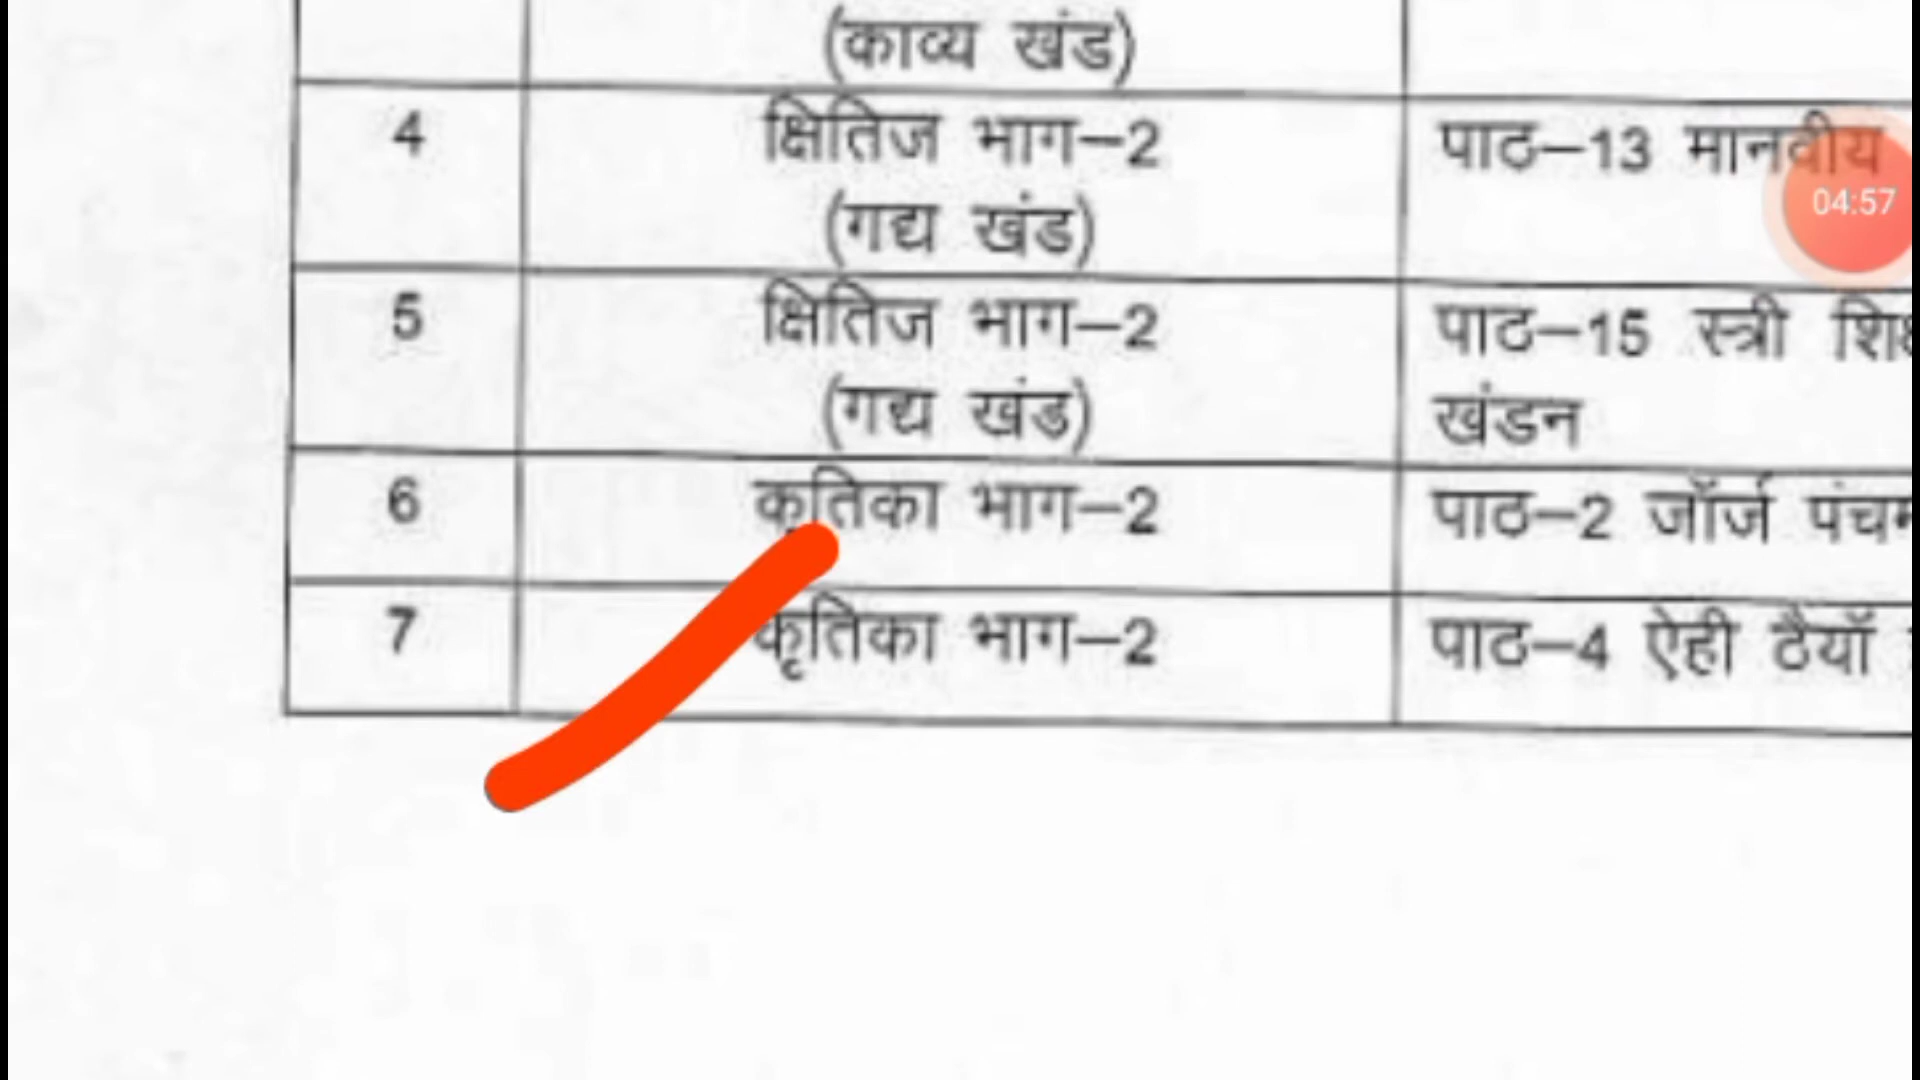 (काव्य खंड)
4 क्षितिज भाग–2 पाठ–13 मानवीय
(गद्य खंड)
04:57
5 क्षितिज भाग–2 पाठ–15 स्त्री
(गद्य खंड) खंडन
6 कृतिका भाग–2 पाठ–2 जॉर्ज
7 कृतिका भाग–2 पाठ–4 ऐही ठैयॉ